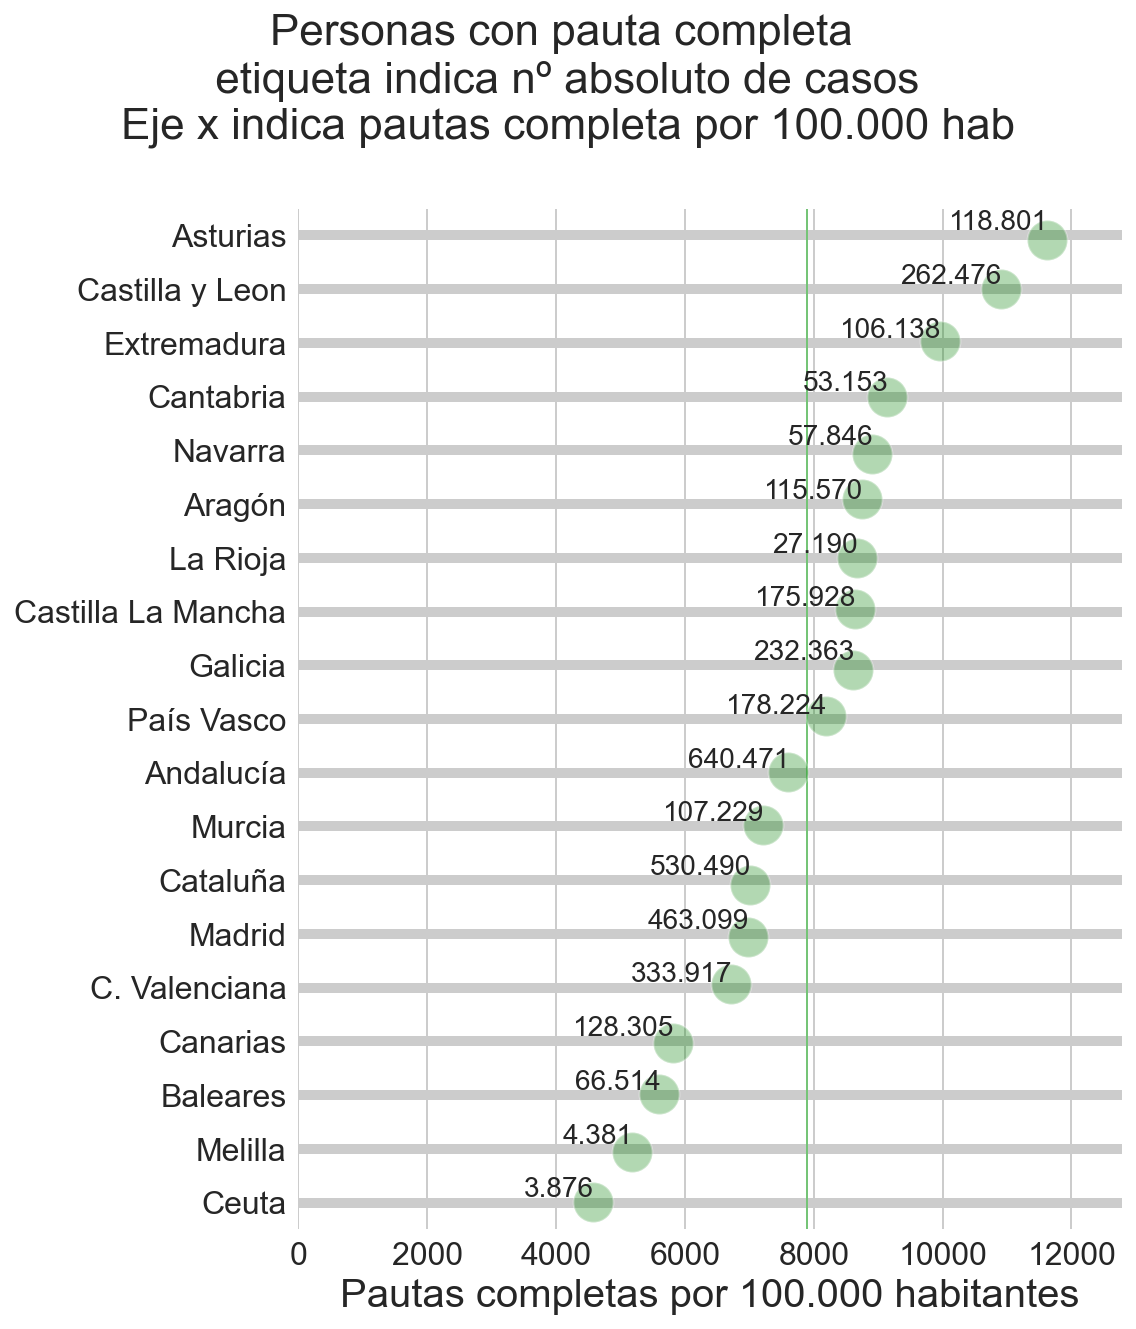 Personas con pauta completa
etiqueta indica nº absoluto de casos
Eje x indica pautas completa por 100.000 hab
Asturias 118.801
Castilla y Leon 262.476
Extremadura 106.138
Cantabria 53.153
Navarra 57.846
Aragón 115.570
La Rioja 27.190
Castilla La Mancha 175.928
Galicia 232.363
País Vasco 178.224
Andalucía 640.471
Murcia 107.229
Cataluña 530.490
Madrid 463.099
C. Valenciana 333.917
Canarias 128.305
Baleares 66.514
Melilla 4.381
Ceuta 3.876
0 2000 4000 6000 8000 10000 12000
Pautas completas por 100.000 habitantes